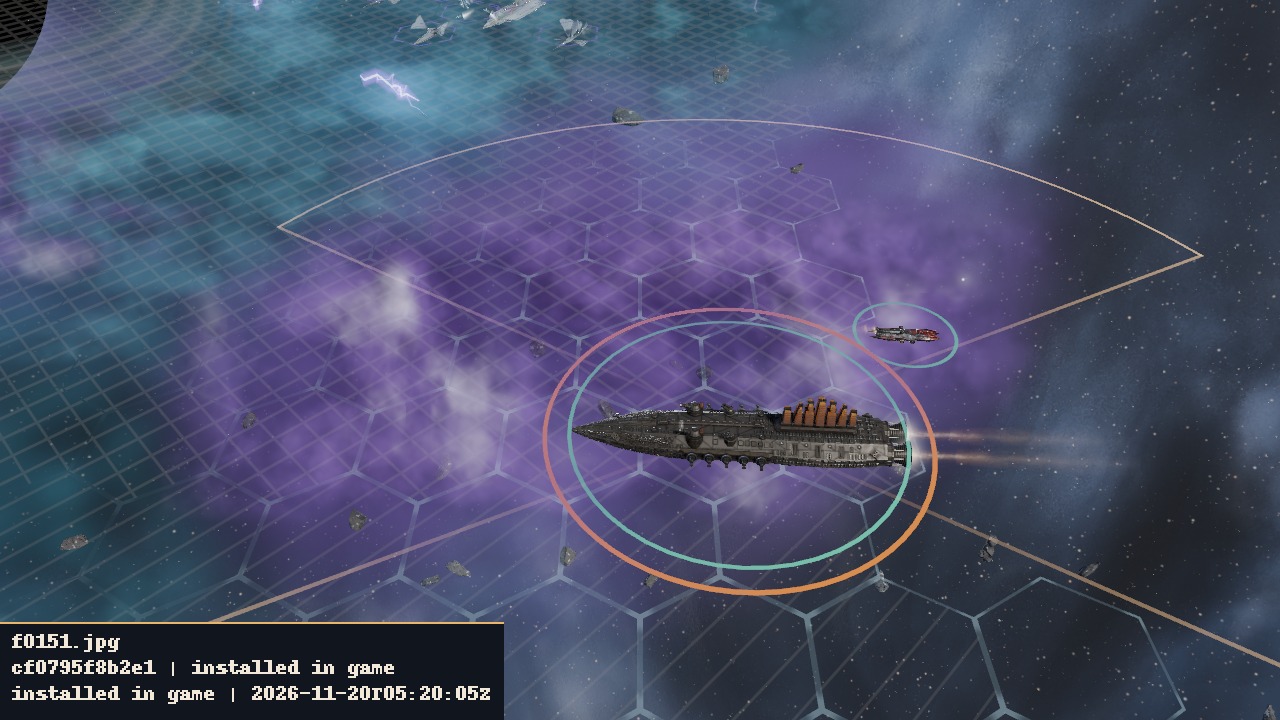 f0151.jpg
cf0795f8b2e1 | installed in game
installed in game | 2026-11-20T05:20:05Z